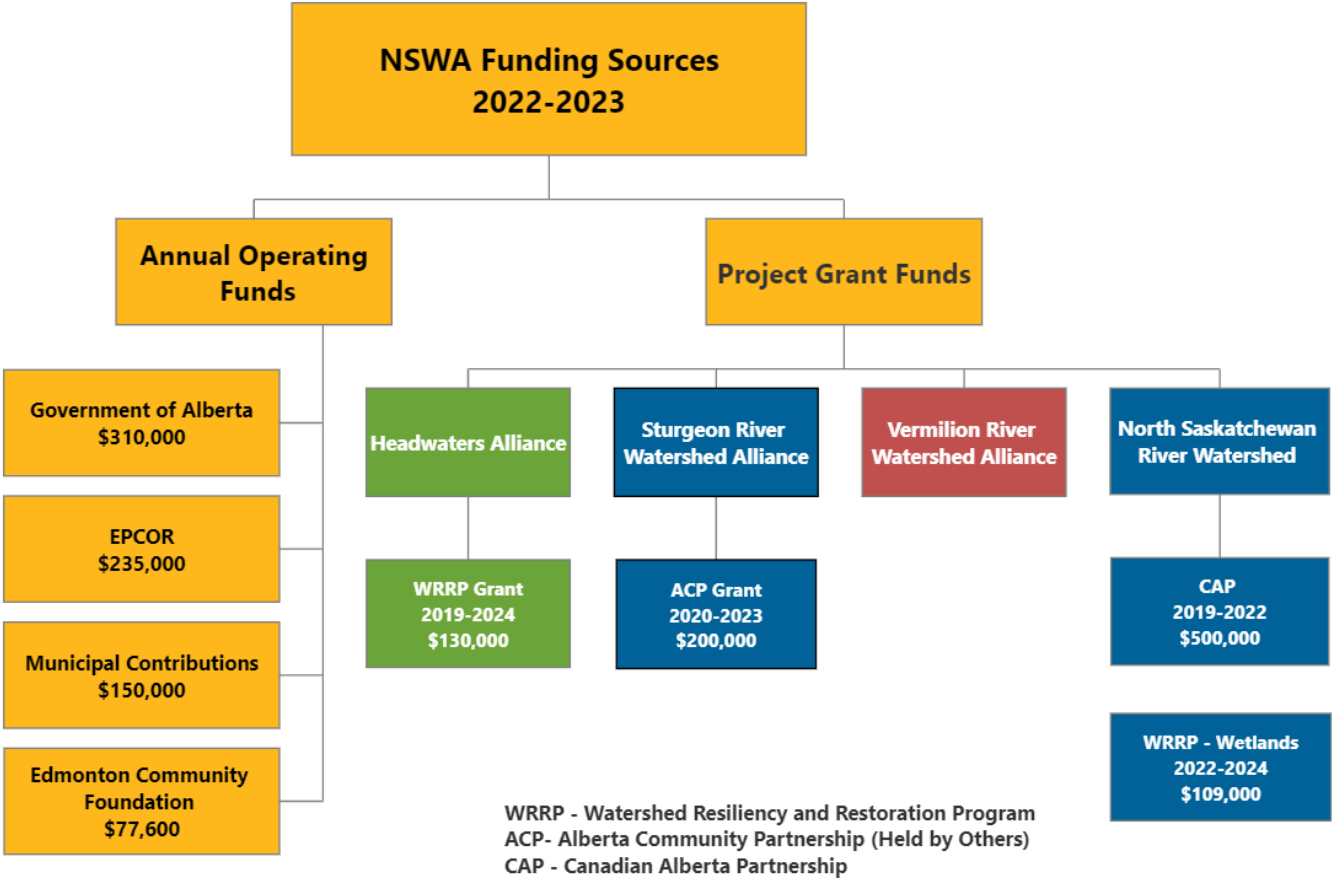 NSWA Funding Sources
2022-2023
Annual Operating
Funds
Project Grant Funds
Government of Alberta
$310,000
EPCOR
$235,000
Municipal Contributions
$150,000
Edmonton Community
Foundation
$77,600
Headwaters Alliance
WRRP Grant
2019-2024
$130,000
Sturgeon River
Watershed Alliance
ACP Grant
2020-2023
$200,000
Vermilion River
Watershed Alliance
North Saskatchewan
River Watershed
CAP
2019-2022
$500,000
WRRP - Wetlands
2022-2024
$109,000
WRRP - Watershed Resiliency and Restoration Program
ACP- Alberta Community Partnership (Held by Others)
CAP - Canadian Alberta Partnership